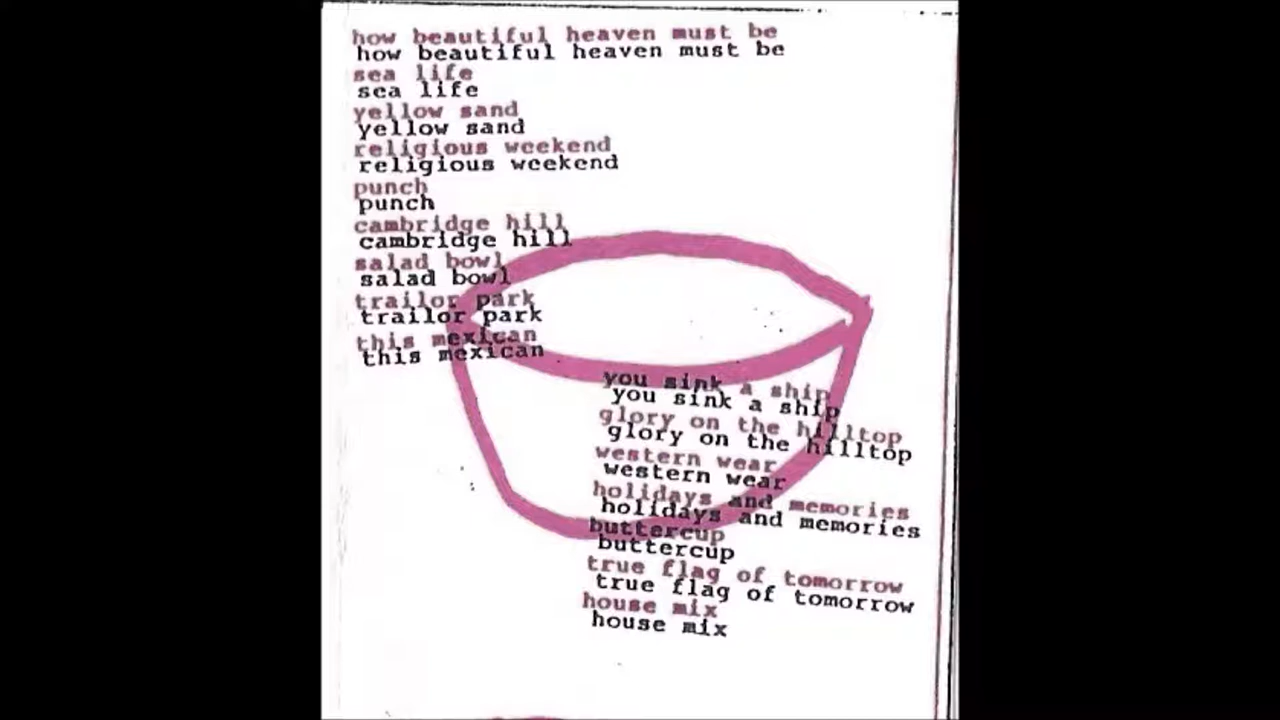 how beautiful heaven must be
how beautiful heaven must be
sea life
sea life
yellow sand
yellow sand
religious weekend
religious weekend
punch
punch
cambridge hill
cambridge hill
salad bowl
salad bowl
trailor park
trailor park
this mexican
this mexican
you sink a ship
you sink a ship
glory on the hilltop
glory on the hilltop
western wear
western wear
holidays and memories
holidays and memories
buttercup
buttercup
true flag of tomorrow
true flag of tomorrow
house mix
house mix